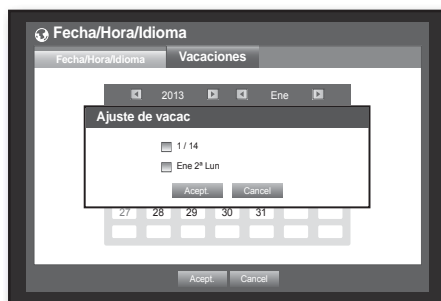 Fecha/Hora/Idioma
Fecha/Hora/Idioma Vacaciones
2013 Ene
Ajuste de vacac
1 / 14
Ene 2ª Lun
Acept. Cancel
27 28 29 30 31
Acept. Cancel